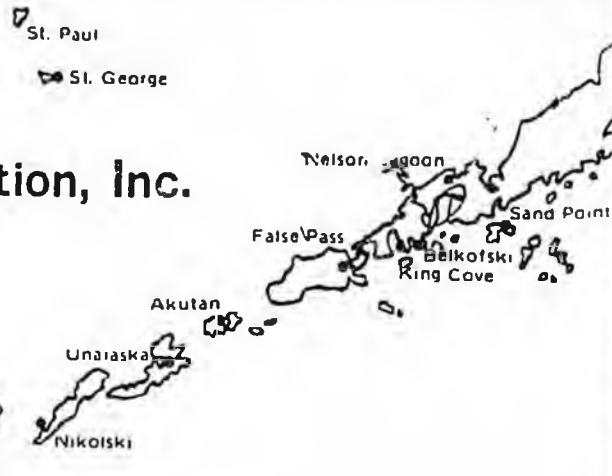 St. Paul
St. George
tion, Inc.
Nelson Lagoon
Sand Point
False Pass
Belkofski
King Cove
Akutan
Unalaska
Nikolski